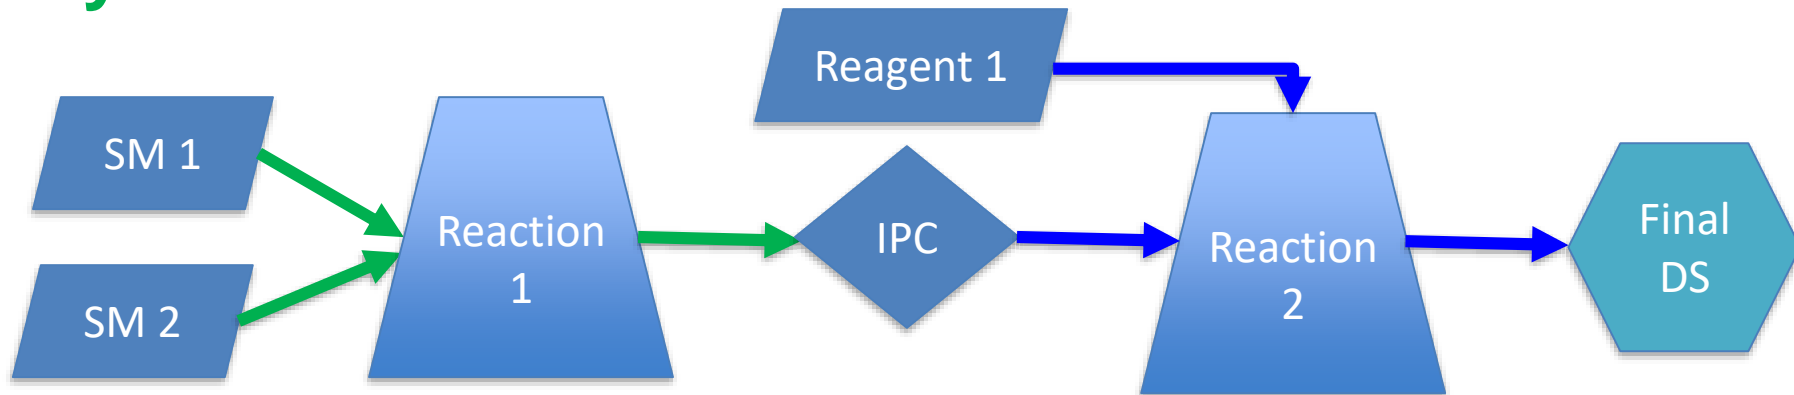 SM 1
SM 2
Reaction
1
IPC
Reagent 1
Reaction
2
Final
DS